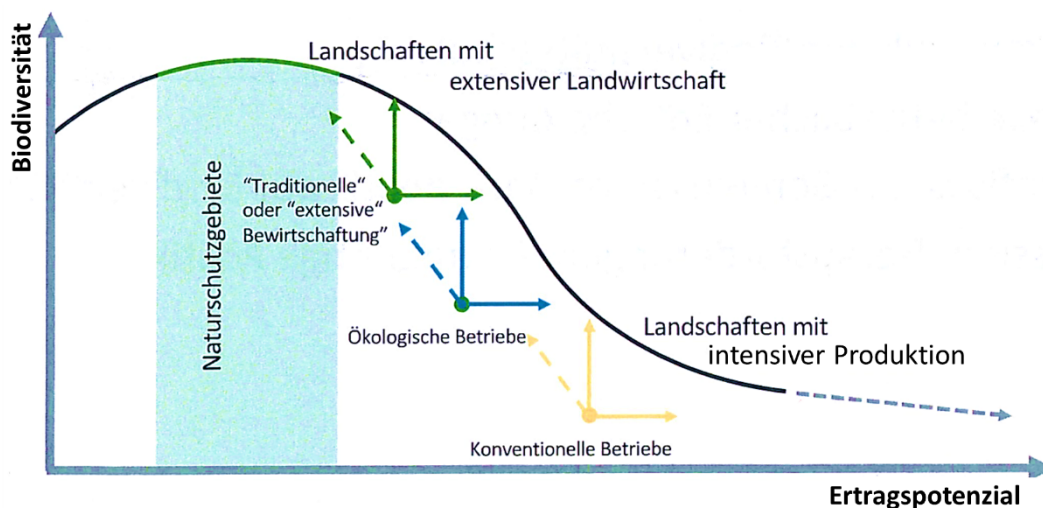 Biodiversität
Landschaften mit
extensiver Landwirtschaft
Naturschutzgebiete
"Traditionelle"
oder "extensive"
Bewirtschaftung"
Ökologische Betriebe
Landschaften mit
intensiver Produktion
Konventionelle Betriebe
Ertragspotenzial